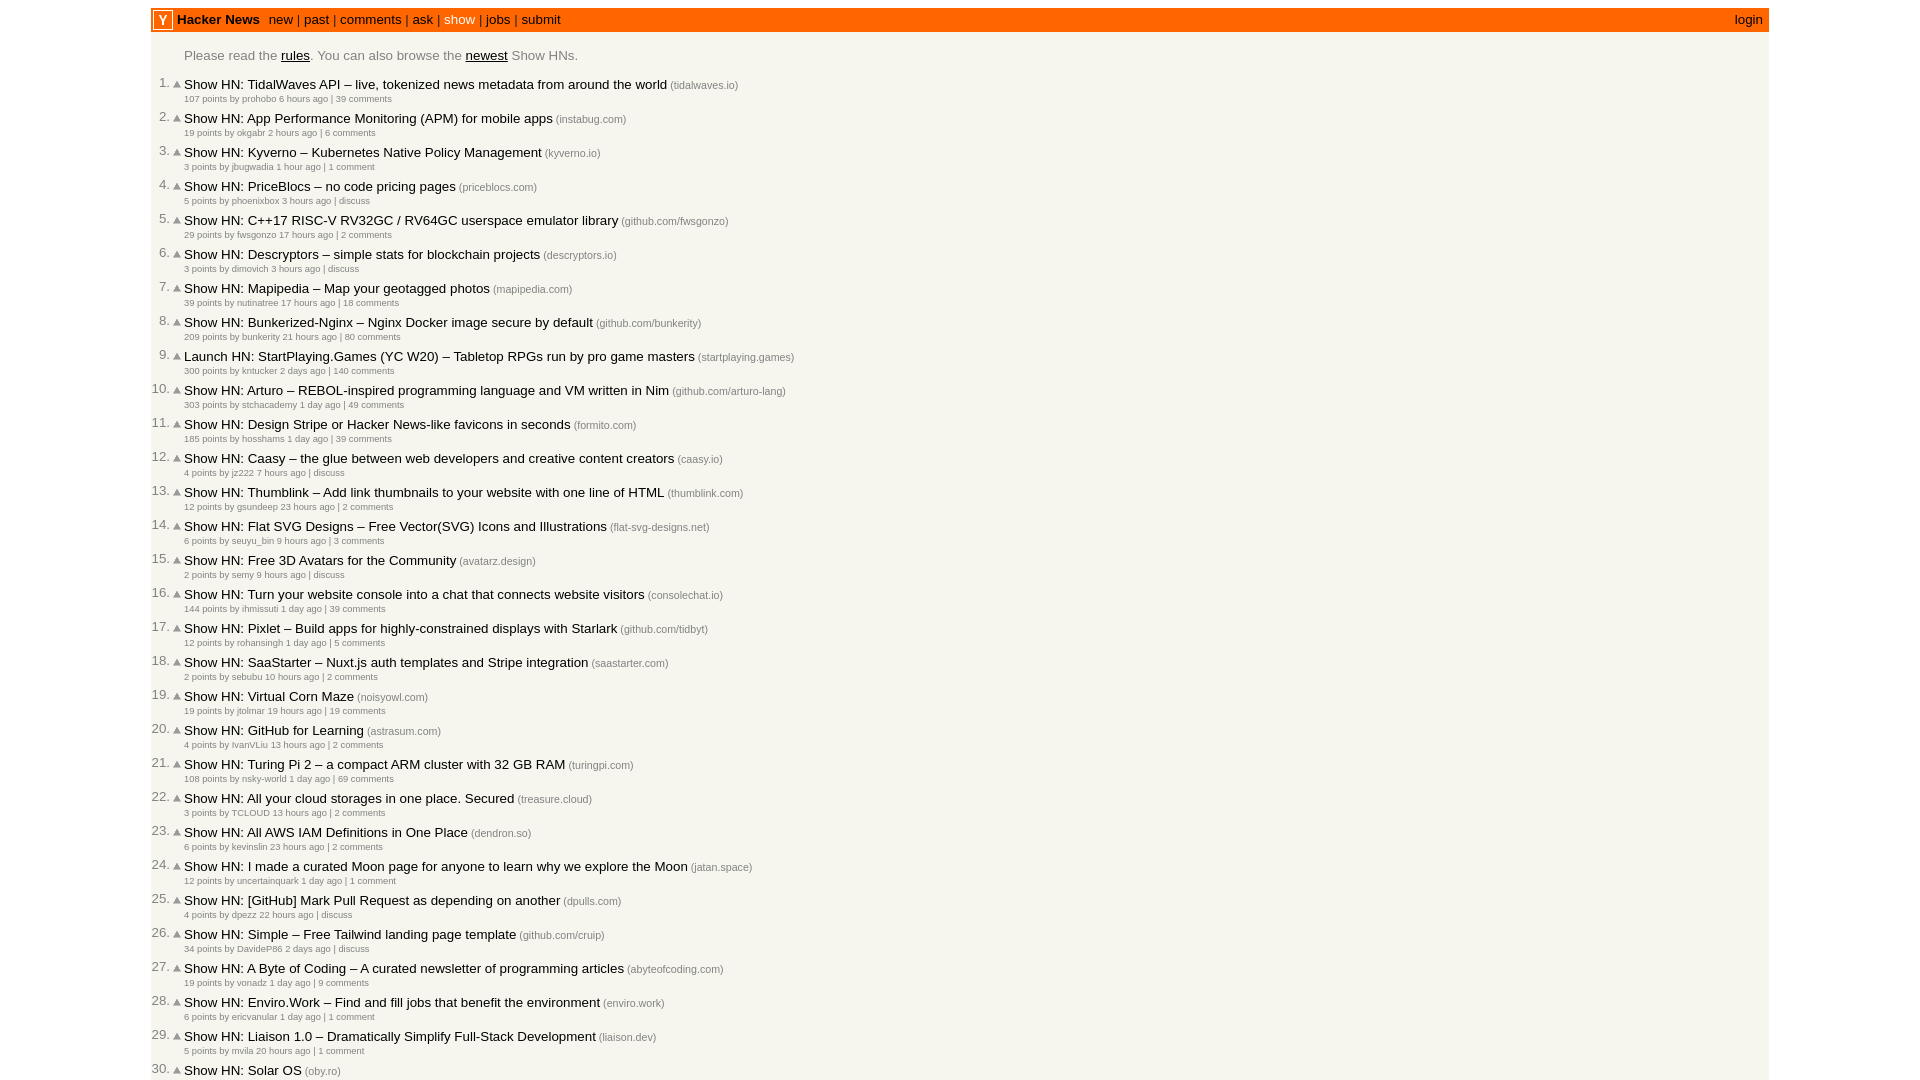 Y Hacker News new | past | comments | ask | show | jobs | submit login
Please read the rules. You can also browse the newest Show HNs.
1. Show HN: TidalWaves API – live, tokenized news metadata from around the world (tidalwaves.io)
107 points by prohobo 6 hours ago | 39 comments
2. Show HN: App Performance Monitoring (APM) for mobile apps (instabug.com)
19 points by okgabr 2 hours ago | 6 comments
3. Show HN: Kyverno – Kubernetes Native Policy Management (kyverno.io)
3 points by jbugwadia 1 hour ago | 1 comment
4. Show HN: PriceBlocs – no code pricing pages (priceblocs.com)
5 points by phoenixbox 3 hours ago | discuss
5. Show HN: C++17 RISC-V RV32GC / RV64GC userspace emulator library (github.com/fwsgonzo)
29 points by fwsgonzo 17 hours ago | 2 comments
6. Show HN: Descryptors – simple stats for blockchain projects (descryptors.io)
3 points by dimovich 3 hours ago | discuss
7. Show HN: Mapipedia – Map your geotagged photos (mapipedia.com)
39 points by nutinatree 17 hours ago | 18 comments
8. Show HN: Bunkerized-Nginx – Nginx Docker image secure by default (github.com/bunkerity)
209 points by bunkerity 21 hours ago | 80 comments
9. Launch HN: StartPlaying.Games (YC W20) – Tabletop RPGs run by pro game masters (startplaying.games)
300 points by kntucker 2 days ago | 140 comments
10. Show HN: Arturo – REBOL-inspired programming language and VM written in Nim (github.com/arturo-lang)
303 points by stchacademy 1 day ago | 49 comments
11. Show HN: Design Stripe or Hacker News-like favicons in seconds (formito.com)
185 points by hosshams 1 day ago | 39 comments
12. Show HN: Caasy – the glue between web developers and creative content creators (caasy.io)
4 points by jz222 7 hours ago | discuss
13. Show HN: Thumblink – Add link thumbnails to your website with one line of HTML (thumblink.com)
12 points by gsundeep 23 hours ago | 2 comments
14. Show HN: Flat SVG Designs – Free Vector(SVG) Icons and Illustrations (flat-svg-designs.net)
6 points by seuyu_bin 9 hours ago | 3 comments
15. Show HN: Free 3D Avatars for the Community (avatarz.design)
2 points by semy 9 hours ago | discuss
16. Show HN: Turn your website console into a chat that connects website visitors (consolechat.io)
144 points by ihmissuti 1 day ago | 39 comments
17. Show HN: Pixlet – Build apps for highly-constrained displays with Starlark (github.com/tidbyt)
12 points by rohansingh 1 day ago | 5 comments
18. Show HN: SaaStarter – Nuxt.js auth templates and Stripe integration (saastarter.com)
2 points by sebubu 10 hours ago | 2 comments
19. Show HN: Virtual Corn Maze (noisyowl.com)
19 points by jtolmar 19 hours ago | 19 comments
20. Show HN: GitHub for Learning (astrasum.com)
4 points by IvanVLiu 13 hours ago | 2 comments
21. Show HN: Turing Pi 2 – a compact ARM cluster with 32 GB RAM (turingpi.com)
108 points by nsky-world 1 day ago | 69 comments
22. Show HN: All your cloud storages in one place. Secured (treasure.cloud)
3 points by TCLOUD 13 hours ago | 2 comments
23. Show HN: All AWS IAM Definitions in One Place (dendron.so)
6 points by kevinslin 23 hours ago | 2 comments
24. Show HN: I made a curated Moon page for anyone to learn why we explore the Moon (jatan.space)
12 points by uncertainquark 1 day ago | 1 comment
25. Show HN: [GitHub] Mark Pull Request as depending on another (dpulls.com)
4 points by dpezz 22 hours ago | discuss
26. Show HN: Simple – Free Tailwind landing page template (github.com/cruip)
34 points by DavideP86 2 days ago | discuss
27. Show HN: A Byte of Coding – A curated newsletter of programming articles (abyteofcoding.com)
19 points by vonadz 1 day ago | 9 comments
28. Show HN: Enviro.Work – Find and fill jobs that benefit the environment (enviro.work)
6 points by ericvanular 1 day ago | 1 comment
29. Show HN: Liaison 1.0 – Dramatically Simplify Full-Stack Development (liaison.dev)
5 points by mvila 20 hours ago | 1 comment
30. Show HN: Solar OS (oby.ro)